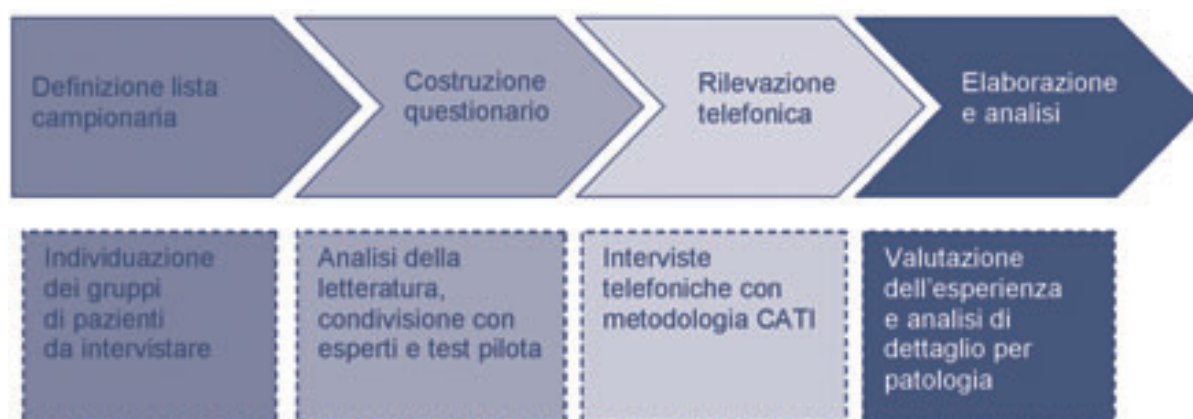 Definizione lista
campionaria
Costruzione
questionario
Rilevazione
telefonica
Elaborazione
e analisi
Individuazione
dei gruppi
di pazienti
da intervistare
Analisi della
letteratura,
condivisione con
esperti e test pilota
Interviste
telefoniche con
metodologia CATI
Valutazione
dell'esperienza
e analisi di
dettaglio per
patologia